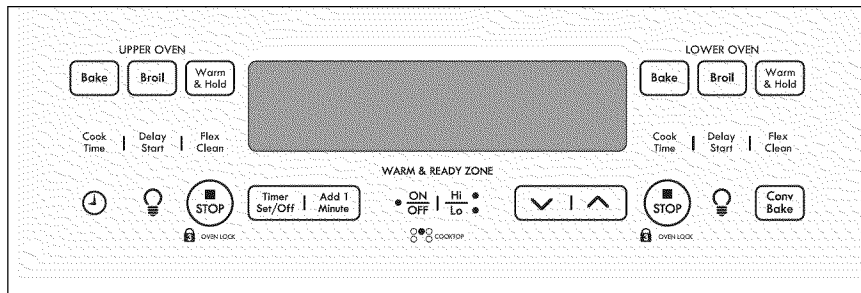 UPPER OVEN
LOWER OVEN
Bake
Broil
Warm
& Hold
Bake
Broil
Warm
& Hold
Cook
Time
Delay
Start
Flex
Clean
Cook
Time
Delay
Start
Flex
Clean
WARM & READY ZONE
STOP
Timer
Set/Off
Add 1
Minute
ON
OFF
Hi
Lo
STOP
Conv
Bake
3
OVEN LOCK
COOKTOP
3
OVEN LOCK